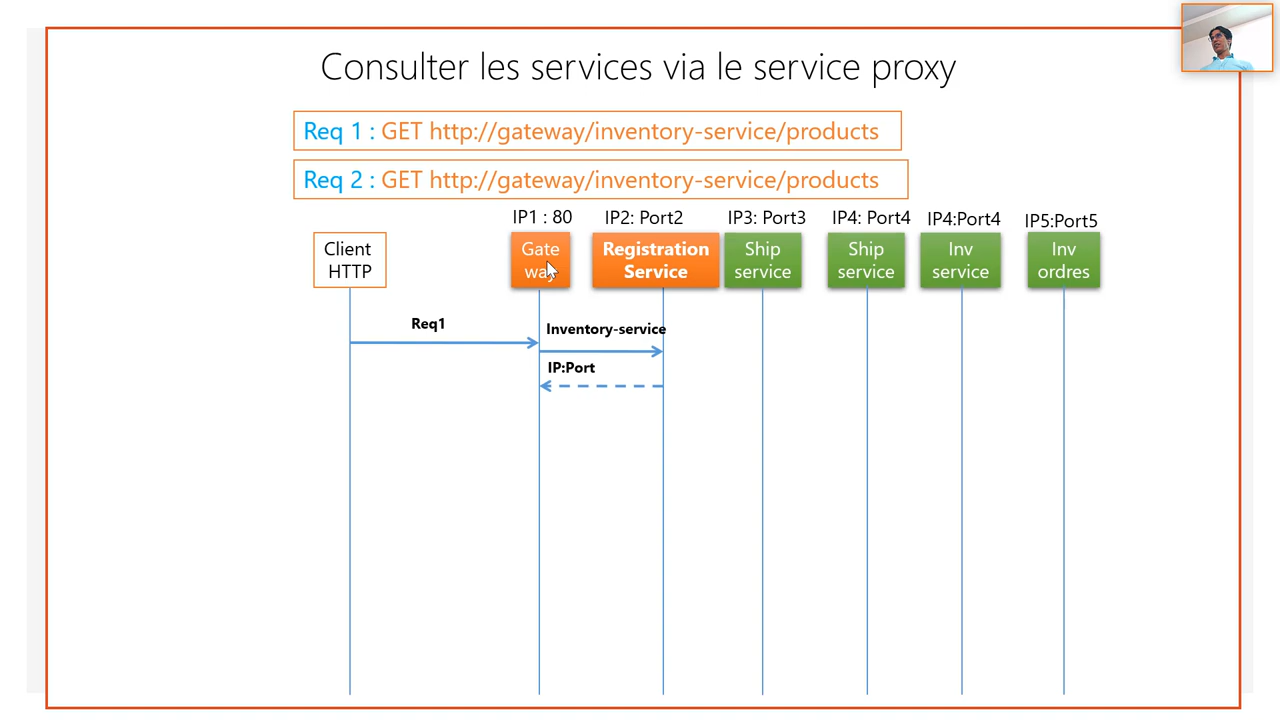 Consulter les services via le service proxy
Req 1 : GET http://gateway/inventory-service/products
Req 2 : GET http://gateway/inventory-service/products
IP1 : 80
IP2: Port2
IP3: Port3
IP4: Port4
IP4:Port4
IP5:Port5
Client
HTTP
Gate
way
Registration
Service
Ship
service
Ship
service
Inv
service
Inv
ordres
Req1
Inventory-service
IP:Port